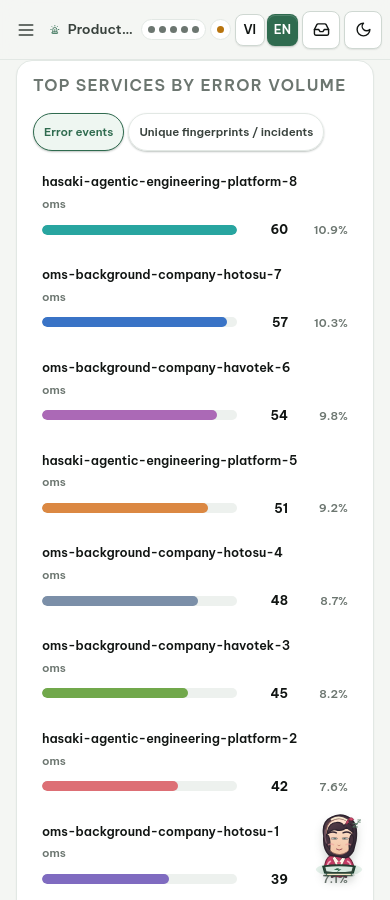 Product...
VI
EN
TOP SERVICES BY ERROR VOLUME
Error events
Unique fingerprints / incidents
hasaki-agentic-engineering-platform-8
oms
60 10.9%
oms-background-company-hotosu-7
oms
57 10.3%
oms-background-company-havotek-6
oms
54 9.8%
hasaki-agentic-engineering-platform-5
oms
51 9.2%
oms-background-company-hotosu-4
oms
48 8.7%
oms-background-company-havotek-3
oms
45 8.2%
hasaki-agentic-engineering-platform-2
oms
42 7.6%
oms-background-company-hotosu-1
oms
39 7.1%